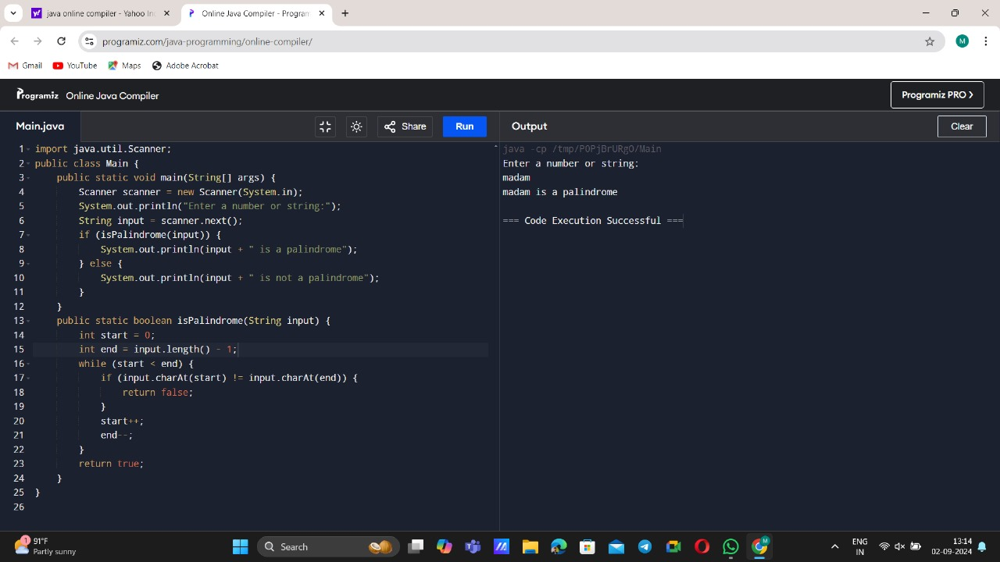 java online compiler - Yahoo In
Online Java Compiler - Program
programiz.com/java-programming/online-compiler/
M
Gmail
YouTube
Maps
Adobe Acrobat
Programiz Online Java Compiler
Programiz PRO >
Main.java
Share
Run
Output
Clear
1 import java.util.Scanner;
2 public class Main {
3 public static void main(String[] args) {
4 Scanner scanner = new Scanner(System.in);
5 System.out.println("Enter a number or string:");
6 String input = scanner.next();
7 if (isPalindrome(input)) {
8 System.out.println(input + " is a palindrome");
9 } else {
10 System.out.println(input + " is not a palindrome");
11 }
12 }
13 public static boolean isPalindrome(String input) {
14 int start = 0;
15 int end = input.length() - 1;
16 while (start < end) {
17 if (input.charAt(start) != input.charAt(end)) {
18 return false;
19 }
20 start++;
21 end--;
22 }
23 return true;
24 }
25 }
26
java -cp /tmp/P0PjBrURgO/Main
Enter a number or string:
madam
madam is a palindrome
=== Code Execution Successful ===
1
91°F
Partly sunny
Search
M
ENG
IN
13:14
02-09-2024